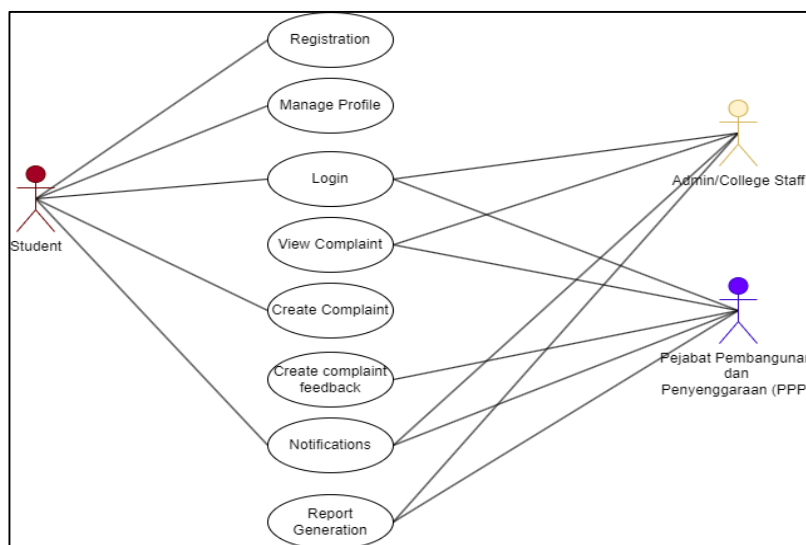 Registration
Manage Profile
Login
View Complaint
Create Complaint
Create complaint
feedback
Notifications
Report
Generation
Student
Admin/College Staff
Pejabat Pembangunan
dan
Penyenggaraan (PPP